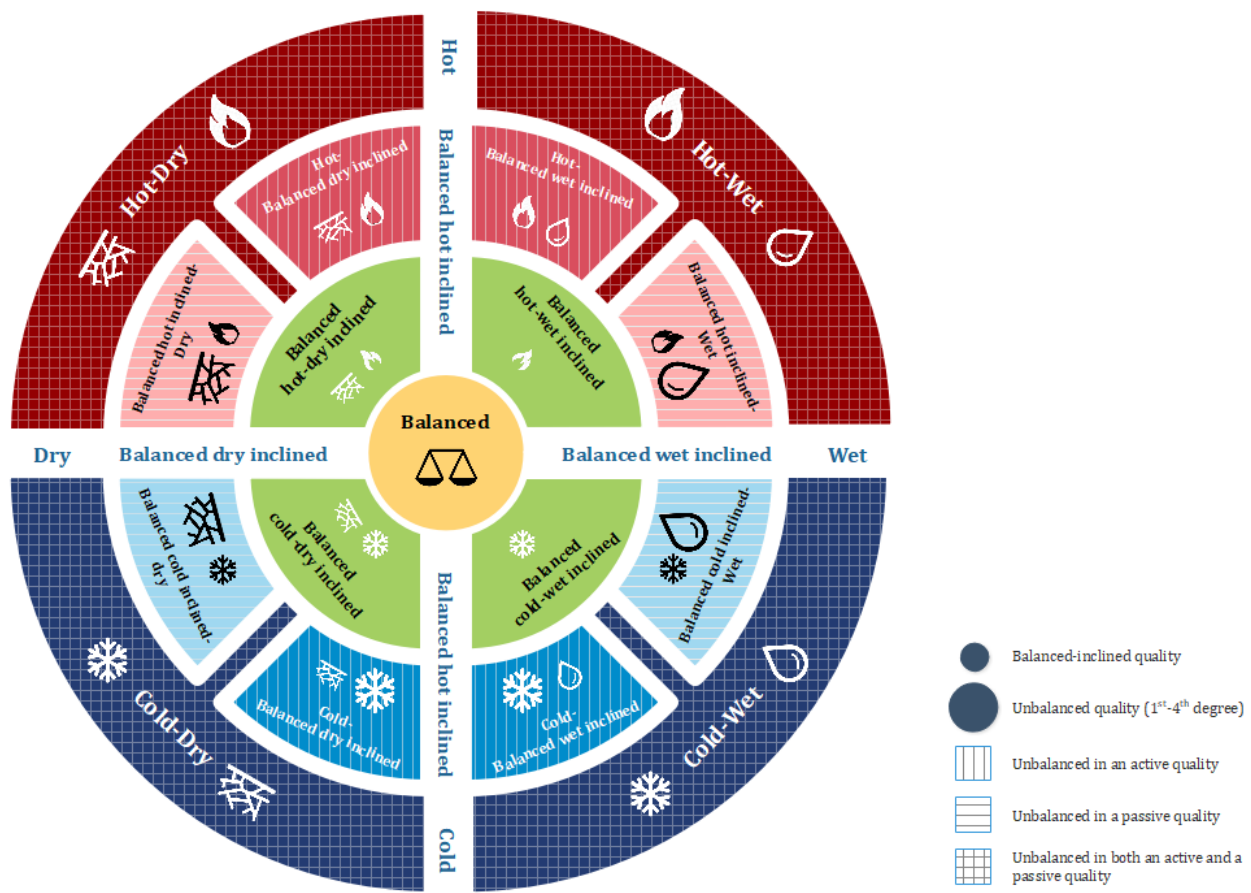 Hot
Hot-Dry
Hot-Wet
Balanced hot inclined
Hot-
Balanced dry inclined
Hot-
Balanced wet inclined
Balanced hot inclined-
Dry
Balanced
hot-dry inclined
Balanced
hot-wet inclined
Balanced hot inclined-
Wet
Balanced
Dry
Balanced dry inclined
Balanced wet inclined
Wet
Balanced cold inclined-
dry
Balanced
cold-dry inclined
Balanced
cold-wet inclined
Balanced cold inclined-
Wet
Balanced hot inclined
Cold-
Balanced dry inclined
Cold-
Balanced wet inclined
Cold-Dry
Cold-Wet
Cold
Balanced-inclined quality
Unbalanced quality (1st-4th degree)
Unbalanced in an active quality
Unbalanced in a passive quality
Unbalanced in both an active and a
passive quality